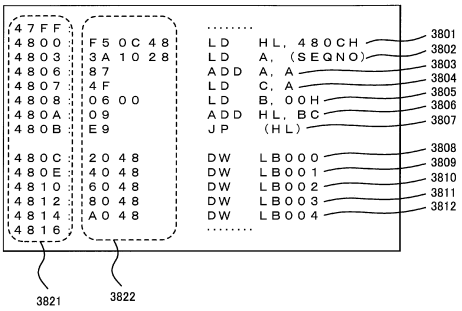 47FF ........
4800: F50C48 LD HL, 480CH 3801
4803: 3A1028 LD A, (SEQNO) 3802
4806: 87 ADD A, A 3803
4807: 4F LD C, A 3804
4808: 0600 LD B, 00H 3805
480A: 09 ADD HL, BC 3806
480B: E9 JP (HL) 3807
480C: 2048 DW LB000 3808
480E: 4048 DW LB001 3809
4810: 6048 DW LB002 3810
4812: 8048 DW LB003 3811
4814: A048 DW LB004 3812
4816: ........
3821 3822